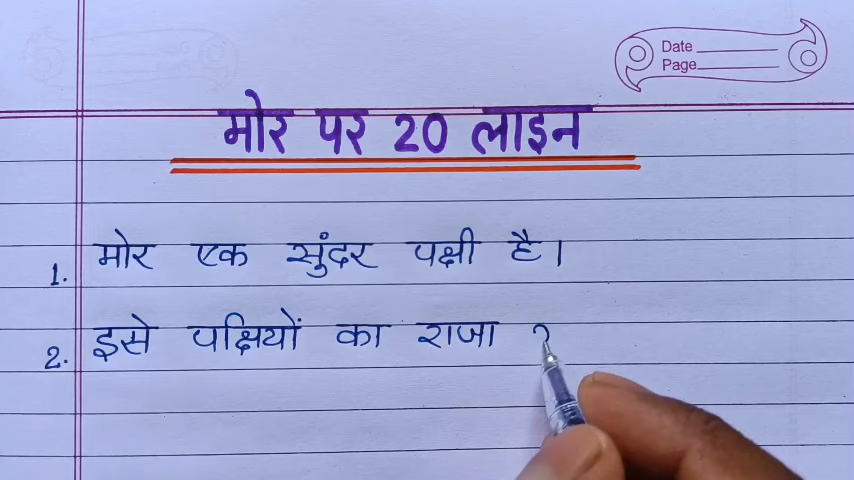 Date
Page
मोर पर 20 लाइन
1. मोर एक सुंदर पक्षी है।
2. इसे पक्षियों का राजा